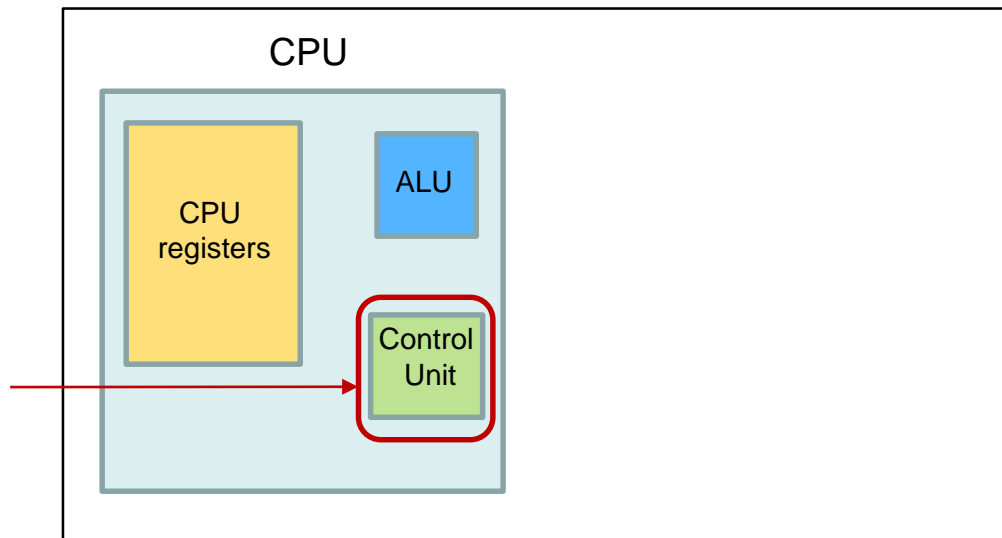 CPU
CPU
registers
ALU
Control
Unit